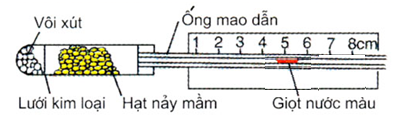 Vôi xút
Ống mao dẫn
1 2 3 4 5 6 7 8cm
Lưới kim loại
Hạt nảy mầm
Giọt nước màu